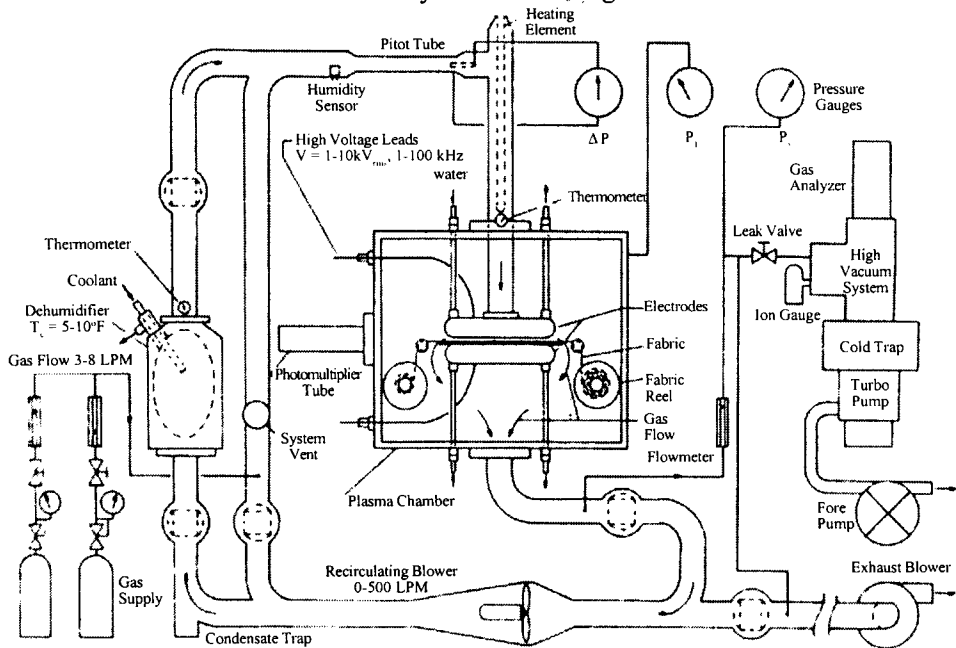 Heating
Element
Pitot Tube
Humidity
Sensor
Δ P
P₁
Pressure
Gauges
High Voltage Leads
V = 1-10kV rms, 1-100 kHz
water
Gas
Analyzer
Thermometer
Leak Valve
Thermometer
Coolant
High
Vacuum
System
Dehumidifier
T = 5-10°F
Electrodes
Ion Gauge
Gas Flow 3-8 LPM
Fabric
Cold Trap
Photomultiplier
Tube
Fabric
Reel
Turbo
Pump
System
Vent
Gas
Flow
Flowmeter
Plasma Chamber
Fore
Pump
Recirculating Blower
0-500 LPM
Exhaust Blower
Gas
Supply
Condensate Trap